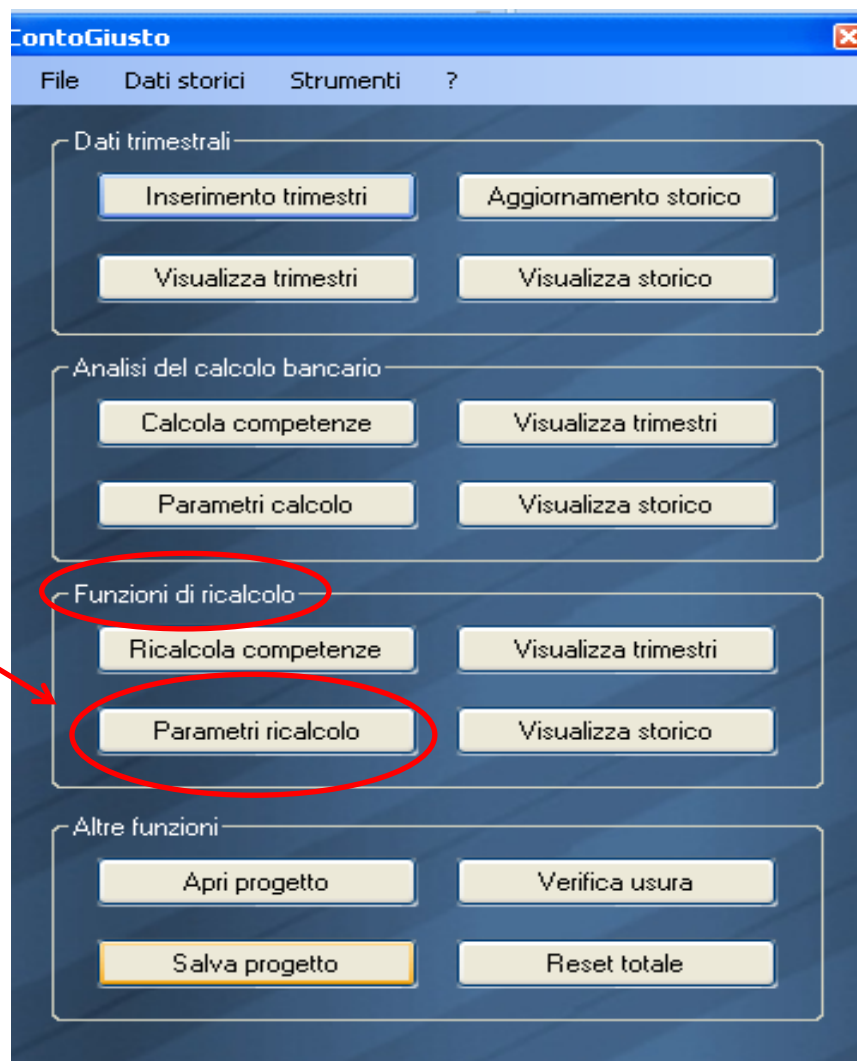 ContoGiusto
File Dati storici Strumenti ?
Dati trimestrali
Inserimento trimestri Aggiornamento storico
Visualizza trimestri Visualizza storico
Analisi del calcolo bancario
Calcola competenze Visualizza trimestri
Parametri calcolo Visualizza storico
Funzioni di ricalcolo
Ricalcola competenze Visualizza trimestri
Parametri ricalcolo Visualizza storico
Altre funzioni
Apri progetto Verifica usura
Salva progetto Reset totale